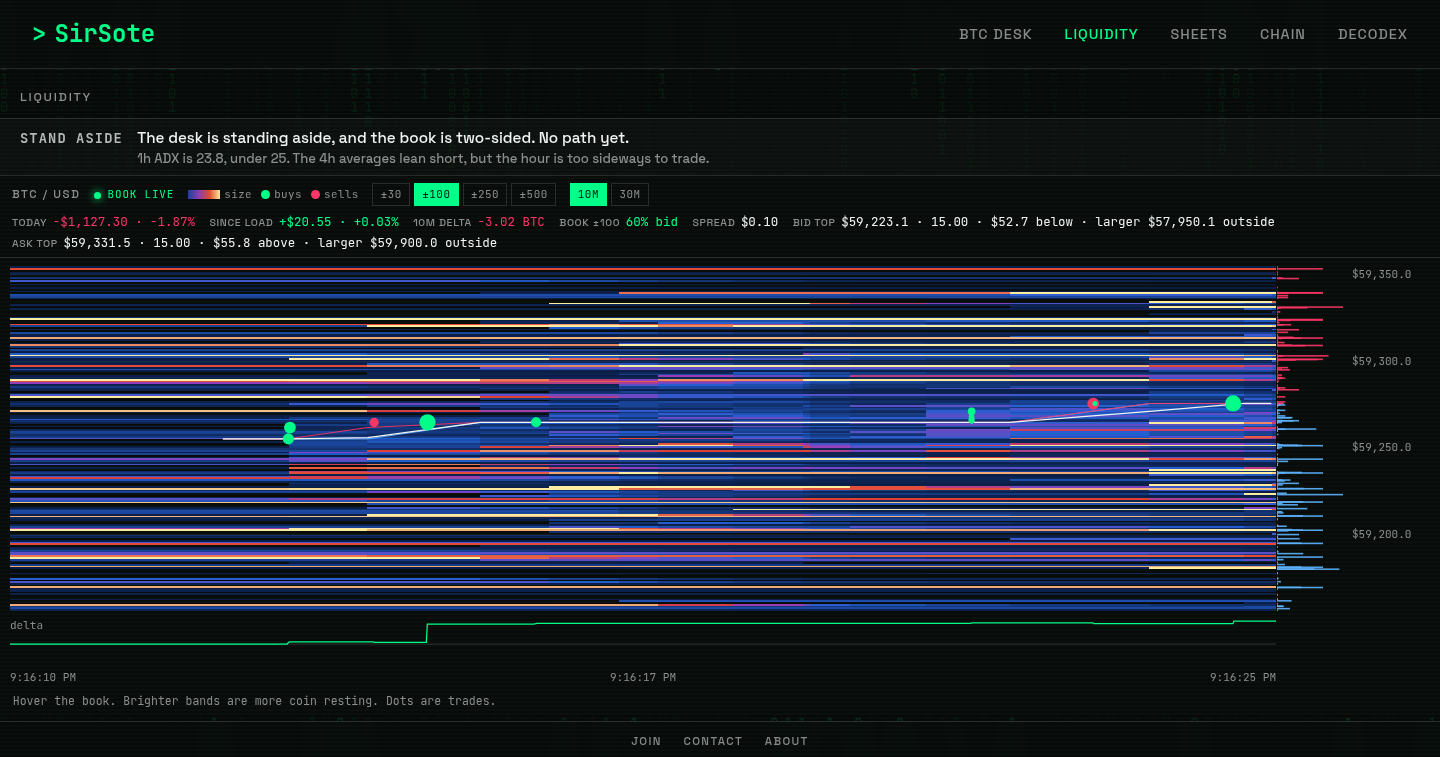 > SirSote
BTC DESK LIQUIDITY SHEETS CHAIN DECODEX
LIQUIDITY
STAND ASIDE The desk is standing aside, and the book is two-sided. No path yet.
1h ADX is 23.8, under 25. The 4h averages lean short, but the hour is too sideways to trade.
BTC / USD BOOK LIVE size buys sells ±30 ±100 ±250 ±500 10M 30M
TODAY -$1,127.30 · -1.87% SINCE LOAD +$20.55 · +0.03% 10M DELTA -3.02 BTC BOOK ±100 60% bid SPREAD $0.10 BID TOP $59,223.1 · 15.00 · $52.7 below · larger $57,950.1 outside
ASK TOP $59,331.5 · 15.00 · $55.8 above · larger $59,900.0 outside
$59,350.0
$59,300.0
$59,250.0
$59,200.0
delta
9:16:10 PM 9:16:17 PM 9:16:25 PM
Hover the book. Brighter bands are more coin resting. Dots are trades.
JOIN CONTACT ABOUT